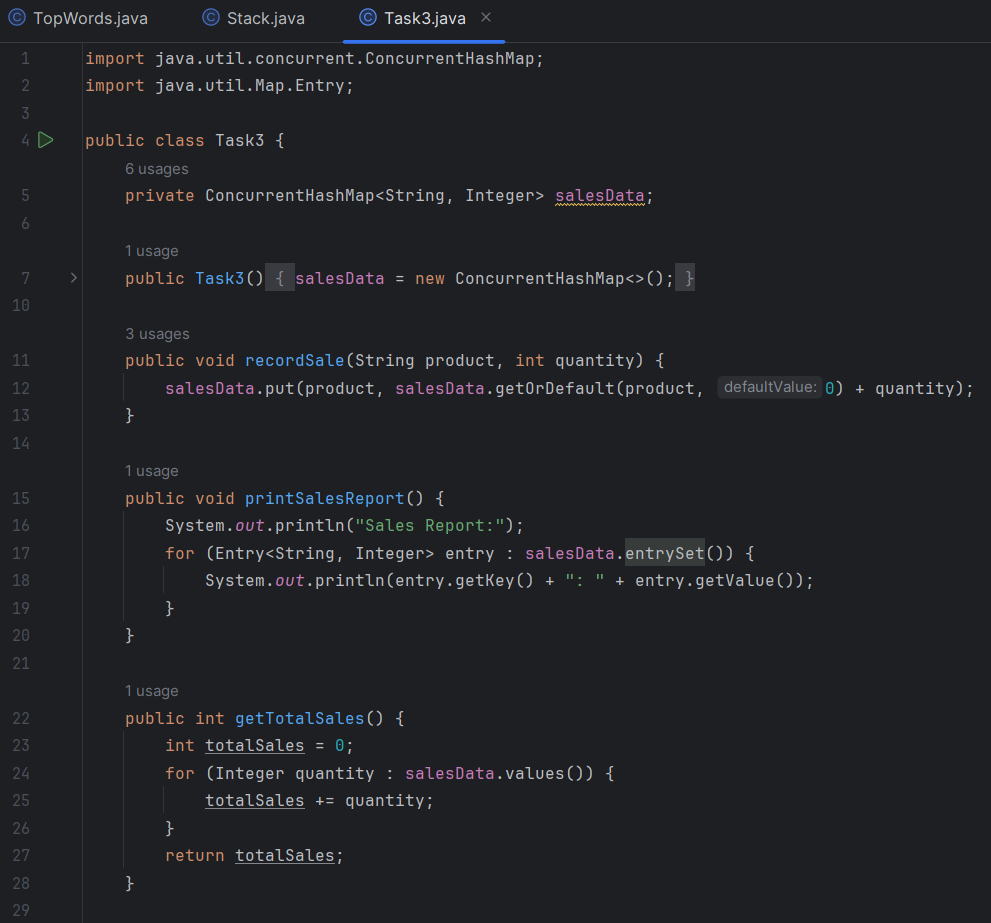 TopWords.java Stack.java Task3.java
1 import java.util.concurrent.ConcurrentHashMap;
2 import java.util.Map.Entry;
3
4 public class Task3 {
6 usages
5 private ConcurrentHashMap<String, Integer> salesData;
6
1 usage
7 public Task3() { salesData = new ConcurrentHashMap<>(); }
10
3 usages
11 public void recordSale(String product, int quantity) {
12 salesData.put(product, salesData.getOrDefault(product, defaultValue: 0) + quantity);
13 }
14
1 usage
15 public void printSalesReport() {
16 System.out.println("Sales Report:");
17 for (Entry<String, Integer> entry : salesData.entrySet()) {
18 System.out.println(entry.getKey() + ": " + entry.getValue());
19 }
20 }
21
1 usage
22 public int getTotalSales() {
23 int totalSales = 0;
24 for (Integer quantity : salesData.values()) {
25 totalSales += quantity;
26 }
27 return totalSales;
28 }
29